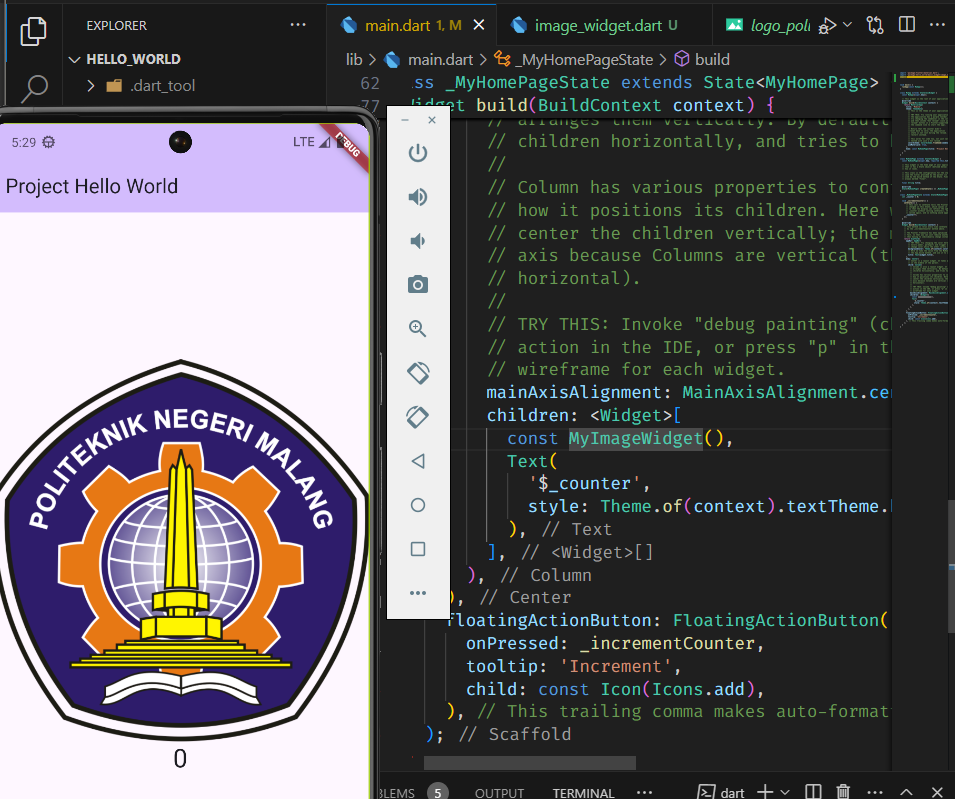 EXPLORER
HELLO_WORLD
.dart_tool
main.dart 1, M
image_widget.dart U
logo_poli
lib > main.dart > _MyHomePageState > build
62 ss _MyHomePageState extends State<MyHomePage>
77 idget build(BuildContext context) {
// arranges them vertically. By default
// children horizontally, and tries to
//
// Column has various properties to con
// how it positions its children. Here
// center the children vertically; the
// axis because Columns are vertical (t
// horizontal).
//
// TRY THIS: Invoke "debug painting" (c
// action in the IDE, or press "p" in t
// wireframe for each widget.
mainAxisAlignment: MainAxisAlignment.ce
children: <Widget>[
const MyImageWidget(),
Text(
'$_counter',
style: Theme.of(context).textTheme.
), // Text
], // <Widget>[]
), // Column
), // Center
floatingActionButton: FloatingActionButton(
onPressed: _incrementCounter,
tooltip: 'Increment',
child: const Icon(Icons.add),
), // This trailing comma makes auto-format
); // Scaffold
BLEMS 5 OUTPUT TERMINAL dart
5:29
LTE
DEBUG
Project Hello World
POLITEKNIK NEGERI MALANG
0